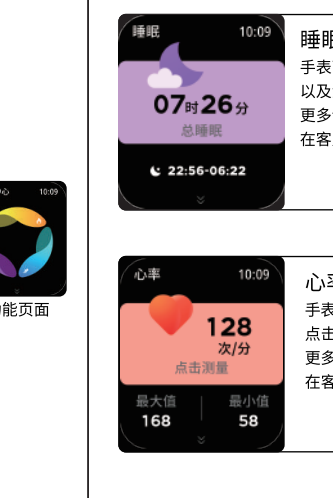 10:09
能页面
睡眠
10:09
07时26分
总睡眠
22:56-06:22
睡眠
手表
以及
更多
在客
心率
10:09
128
次/分
点击测量
最大值
最小值
168
58
心率
手表
点击
更多
在客